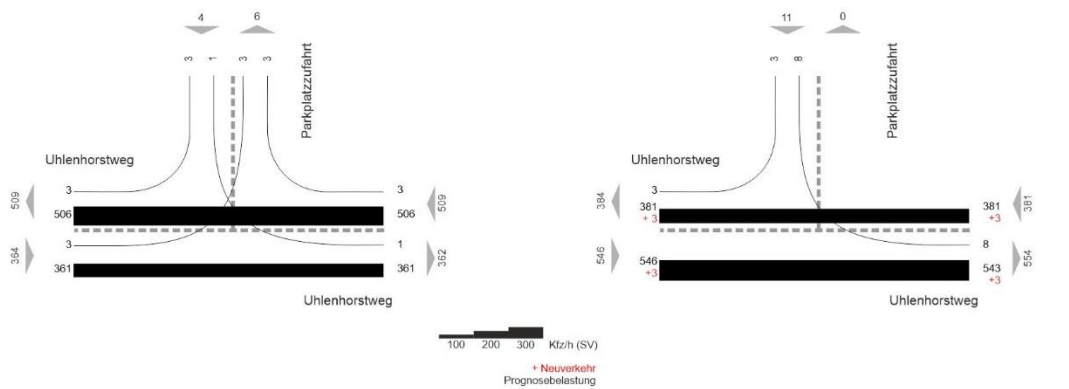 4 6
3 1 3 3
Parkplatzzufahrt
Uhlenhorstweg
3 3
509 506 506 509
3 1
364 361 361 362
Uhlenhorstweg
11 0
3 8
Parkplatzzufahrt
Uhlenhorstweg
3
384 381 381 381
+ 3 +3
8
546 546 543 554
+3 +3
Uhlenhorstweg
100 200 300 Kfz/h (SV)
+ Neuverkehr
Prognosebelastung